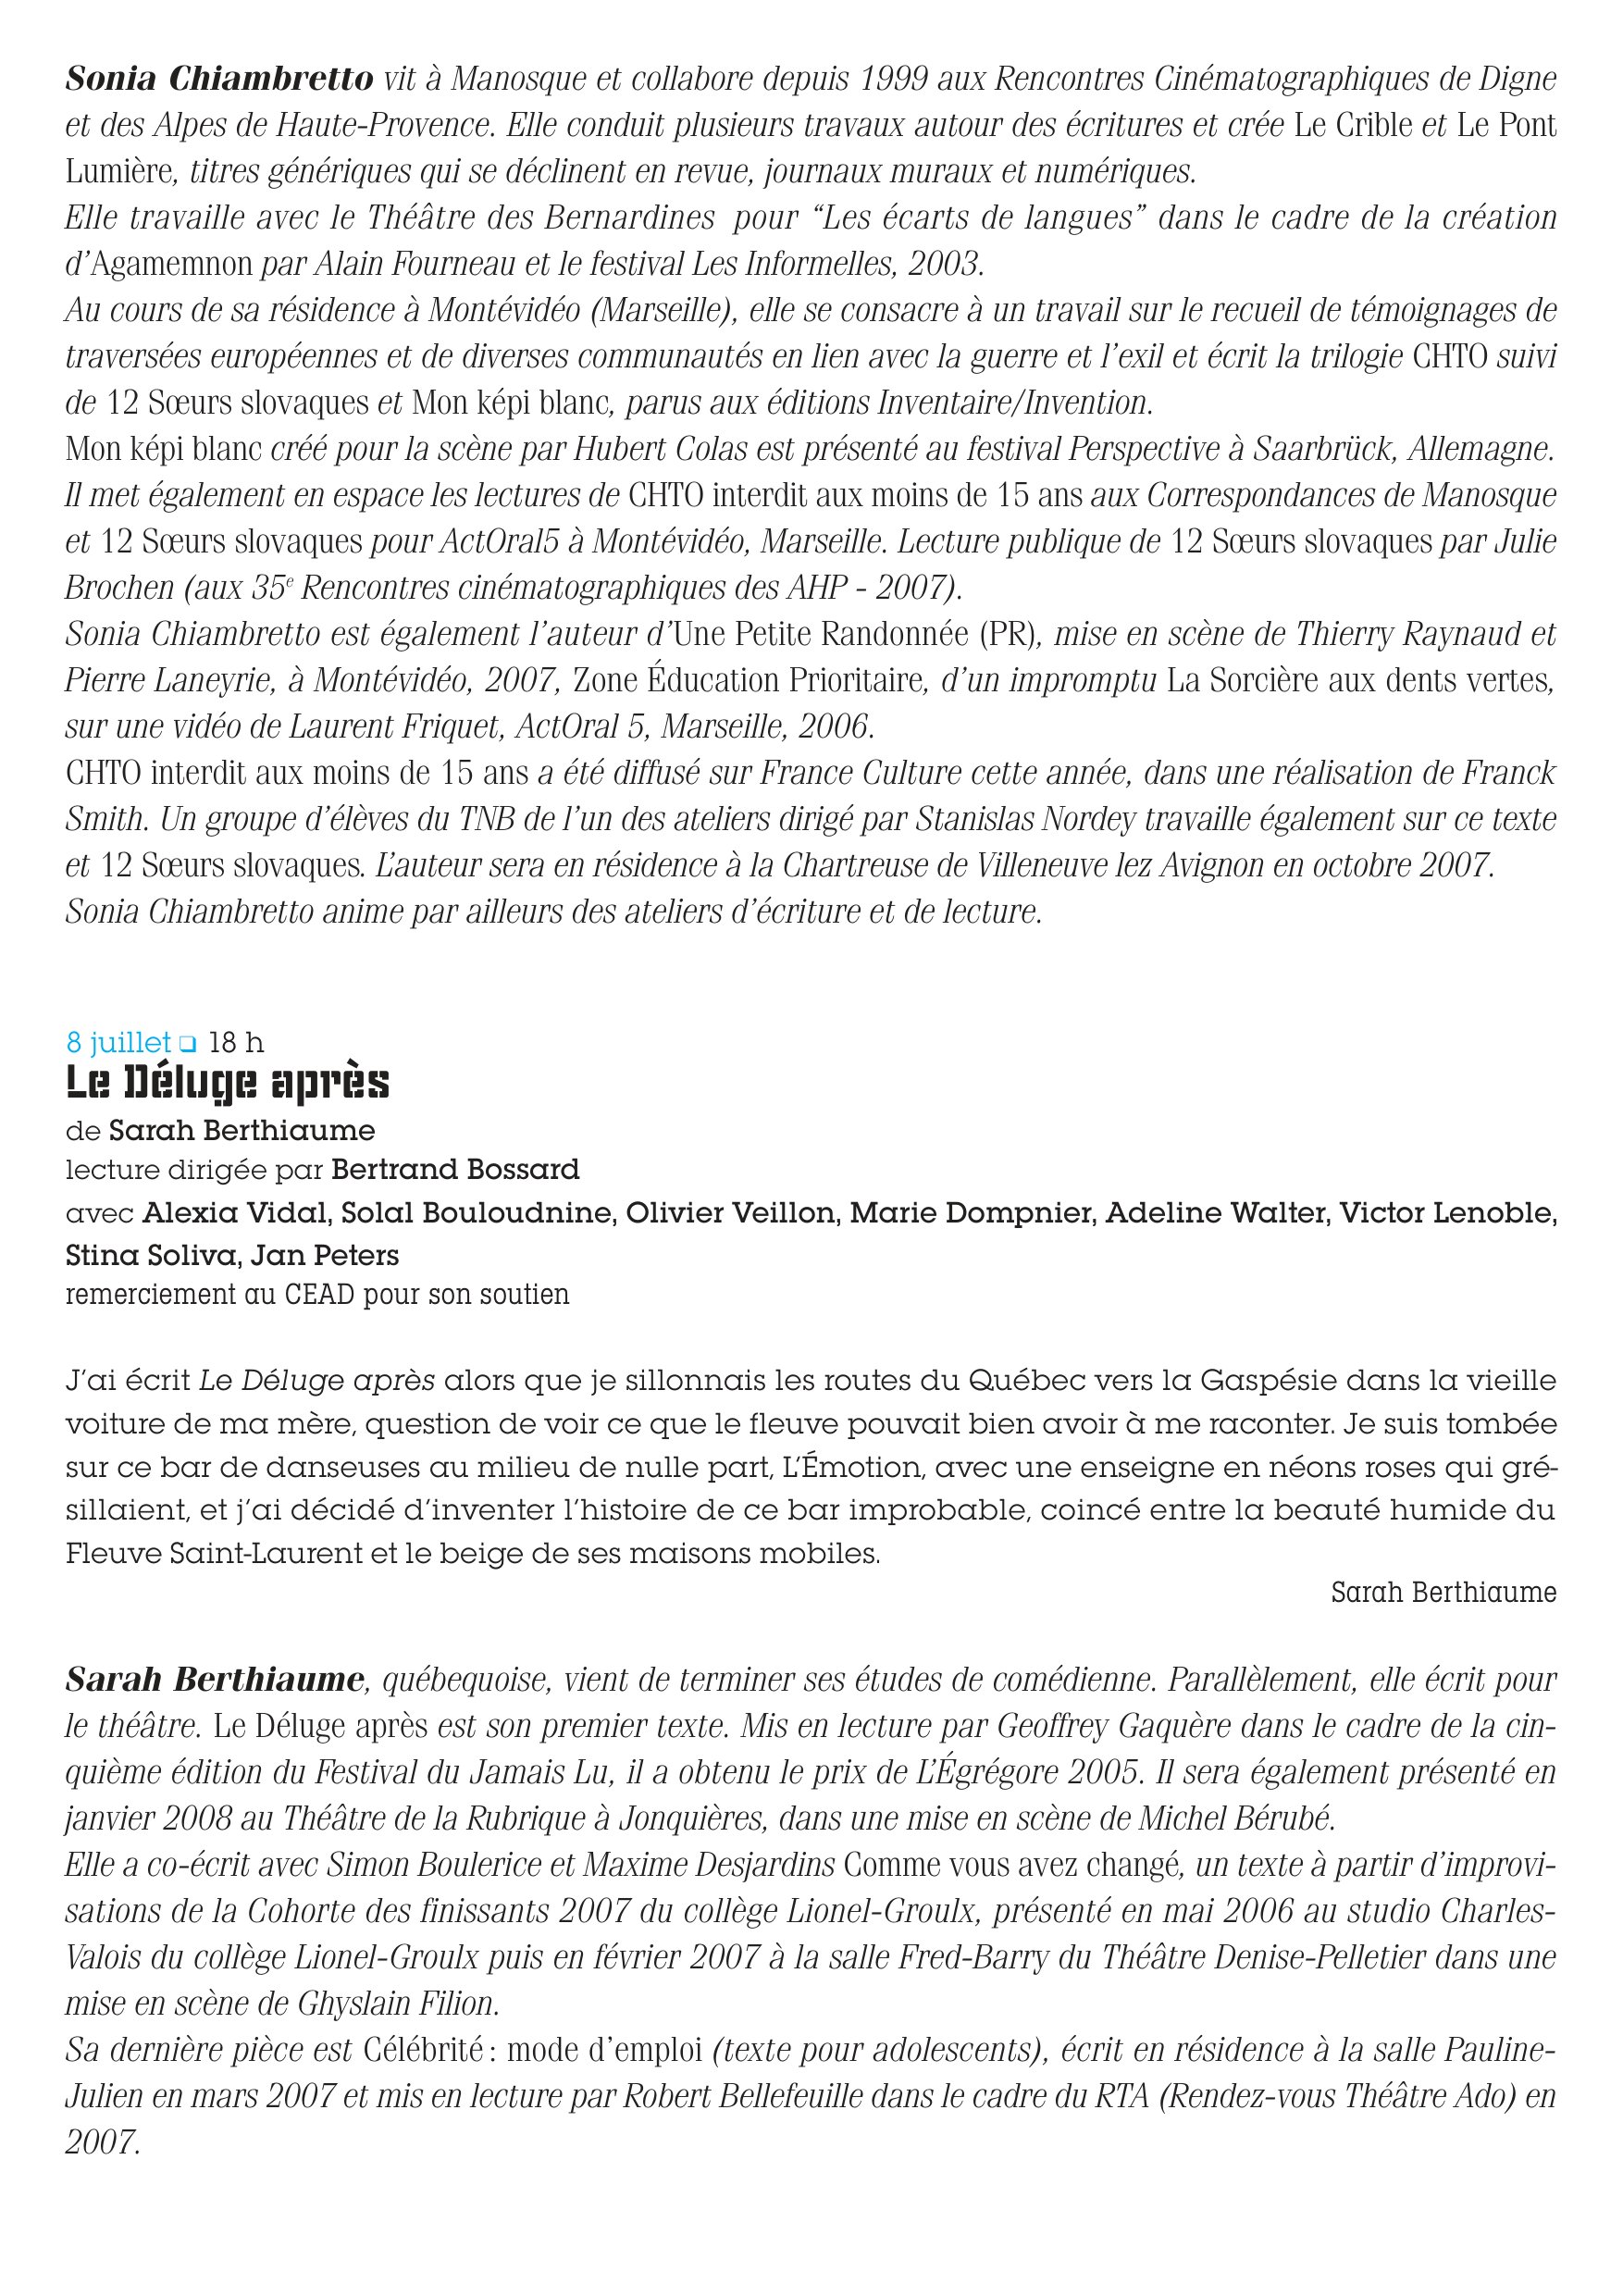 Sonia Chiambretto vit à Manosque et collabore depuis 1999 aux Rencontres Cinématographiques de Digne
et des Alpes de Haute-Provence. Elle conduit plusieurs travaux autour des écritures et crée Le Crible et Le Pont
Lumière, titres génériques qui se déclinent en revue, journaux muraux et numériques.
Elle travaille avec le Théâtre des Bernardines pour “Les écarts de langues” dans le cadre de la création
d’Agamemnon par Alain Fourneau et le festival Les Informelles, 2003.
Au cours de sa résidence à Montévidéo (Marseille), elle se consacre à un travail sur le recueil de témoignages de
traversées européennes et de diverses communautés en lien avec la guerre et l’exil et écrit la trilogie CHTO suivi
de 12 Sœurs slovaques et Mon képi blanc, parus aux éditions Inventaire/Invention.
Mon képi blanc créé pour la scène par Hubert Colas est présenté au festival Perspective à Saarbrück, Allemagne.
Il met également en espace les lectures de CHTO interdit aux moins de 15 ans aux Correspondances de Manosque
et 12 Sœurs slovaques pour ActOral5 à Montévidéo, Marseille. Lecture publique de 12 Sœurs slovaques par Julie
Brochen (aux 35e Rencontres cinématographiques des AHP - 2007).
Sonia Chiambretto est également l’auteur d’Une Petite Randonnée (PR), mise en scène de Thierry Raynaud et
Pierre Laneyrie, à Montévidéo, 2007, Zone Éducation Prioritaire, d’un impromptu La Sorcière aux dents vertes,
sur une vidéo de Laurent Friquet, ActOral 5, Marseille, 2006.
CHTO interdit aux moins de 15 ans a été diffusé sur France Culture cette année, dans une réalisation de Franck
Smith. Un groupe d’élèves du TNB de l’un des ateliers dirigé par Stanislas Nordey travaille également sur ce texte
et 12 Sœurs slovaques. L’auteur sera en résidence à la Chartreuse de Villeneuve lez Avignon en octobre 2007.
Sonia Chiambretto anime par ailleurs des ateliers d’écriture et de lecture.
8 juillet ❏ 18 h
Le Déluge après
de Sarah Berthiaume
lecture dirigée par Bertrand Bossard
avec Alexia Vidal, Solal Bouloudnine, Olivier Veillon, Marie Dompnier, Adeline Walter, Victor Lenoble,
Stina Soliva, Jan Peters
remerciement au CEAD pour son soutien
J’ai écrit Le Déluge après alors que je sillonnais les routes du Québec vers la Gaspésie dans la vieille
voiture de ma mère, question de voir ce que le fleuve pouvait bien avoir à me raconter. Je suis tombée
sur ce bar de danseuses au milieu de nulle part, L’Émotion, avec une enseigne en néons roses qui gré-
sillaient, et j’ai décidé d’inventer l’histoire de ce bar improbable, coincé entre la beauté humide du
Fleuve Saint-Laurent et le beige de ses maisons mobiles.
Sarah Berthiaume
Sarah Berthiaume, québequoise, vient de terminer ses études de comédienne. Parallèlement, elle écrit pour
le théâtre. Le Déluge après est son premier texte. Mis en lecture par Geoffrey Gaquère dans le cadre de la cin-
quième édition du Festival du Jamais Lu, il a obtenu le prix de L’Égrégore 2005. Il sera également présenté en
janvier 2008 au Théâtre de la Rubrique à Jonquières, dans une mise en scène de Michel Bérubé.
Elle a co-écrit avec Simon Boulerice et Maxime Desjardins Comme vous avez changé, un texte à partir d’improvi-
sations de la Cohorte des finissants 2007 du collège Lionel-Groulx, présenté en mai 2006 au studio Charles-
Valois du collège Lionel-Groulx puis en février 2007 à la salle Fred-Barry du Théâtre Denise-Pelletier dans une
mise en scène de Ghyslain Filion.
Sa dernière pièce est Célébrité : mode d’emploi (texte pour adolescents), écrit en résidence à la salle Pauline-
Julien en mars 2007 et mis en lecture par Robert Bellefeuille dans le cadre du RTA (Rendez-vous Théâtre Ado) en
2007.